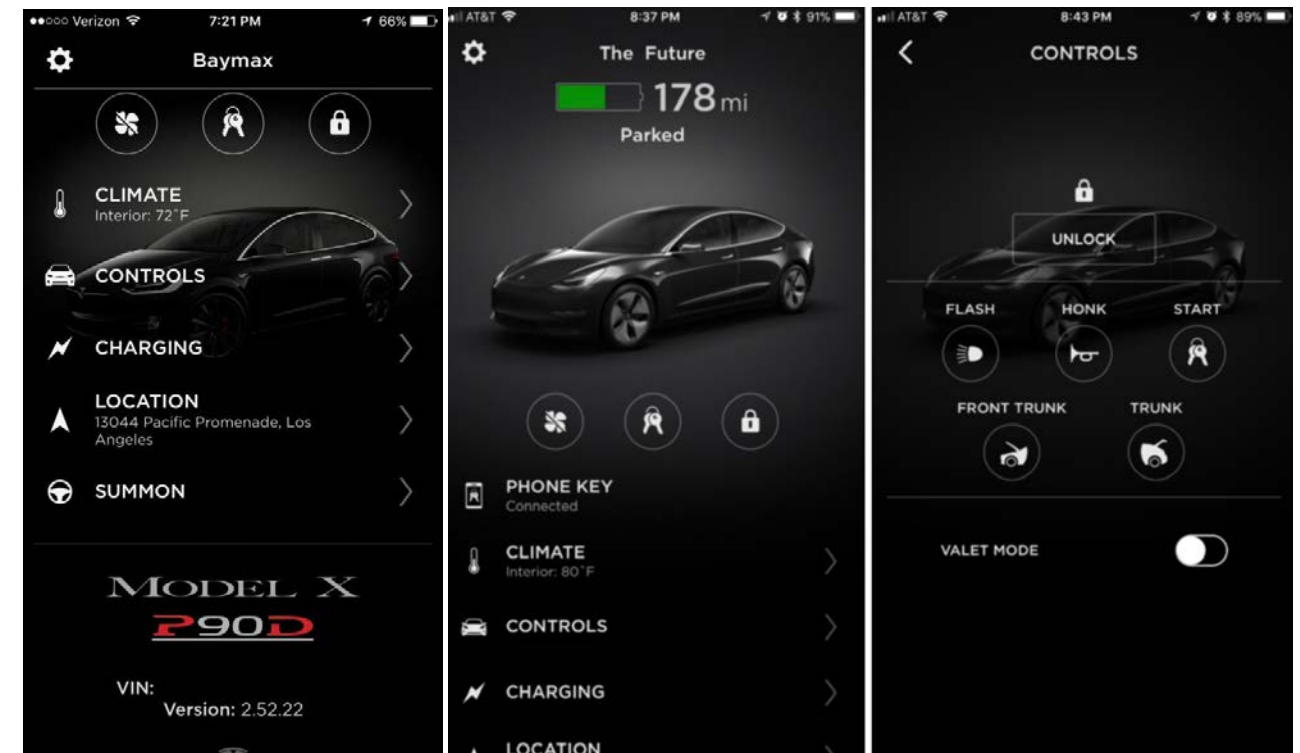 Verizon 7:21 PM 66%
Baymax
CLIMATE
Interior: 72°F
CONTROLS
CHARGING
LOCATION
13044 Pacific Promenade, Los
Angeles
SUMMON
MODEL X
P90D
VIN:
Version: 2.52.22
AT&T 8:37 PM 91%
The Future
178 mi
Parked
PHONE KEY
Connected
CLIMATE
Interior: 80°F
CONTROLS
CHARGING
LOCATION
AT&T 8:43 PM 89%
CONTROLS
UNLOCK
FLASH HONK START
FRONT TRUNK TRUNK
VALET MODE